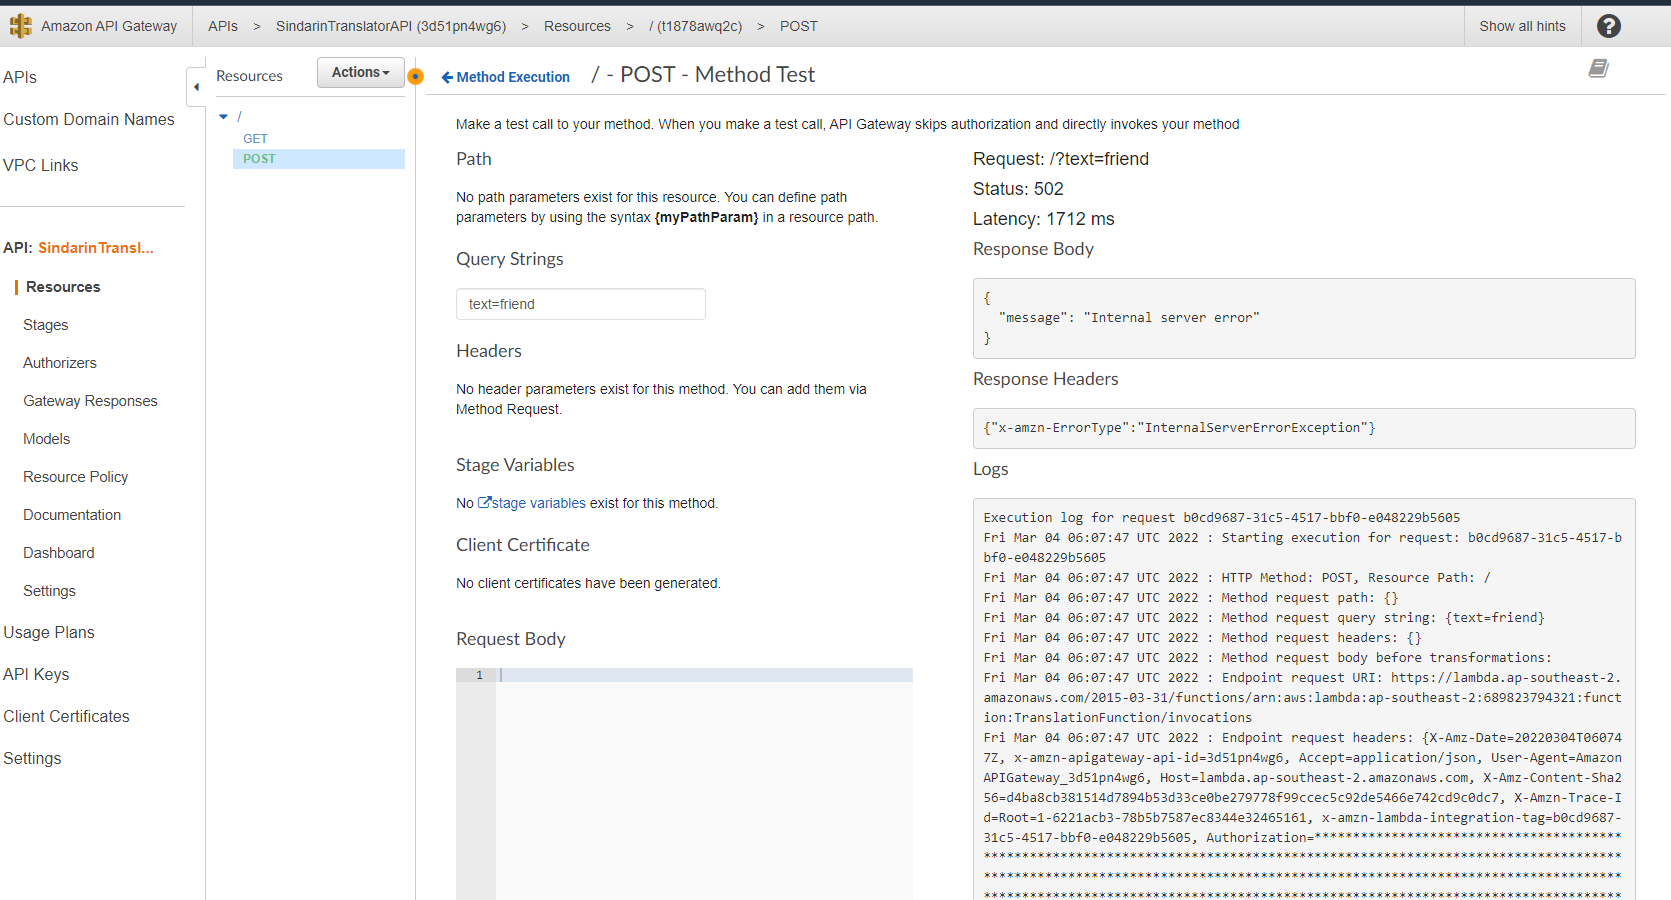 Amazon API Gateway
APIs > SindarinTranslatorAPI (3d51pn4wg6) > Resources > / (t1878awq2c) > POST
Show all hints
?
APIs
Custom Domain Names
VPC Links
API: SindarinTransl...
Resources
Stages
Authorizers
Gateway Responses
Models
Resource Policy
Documentation
Dashboard
Settings
Usage Plans
API Keys
Client Certificates
Settings
Resources
Actions
/
GET
POST
Method Execution / - POST - Method Test
Make a test call to your method. When you make a test call, API Gateway skips authorization and directly invokes your method
Path
No path parameters exist for this resource. You can define path
parameters by using the syntax {myPathParam} in a resource path.
Query Strings
text=friend
Headers
No header parameters exist for this method. You can add them via
Method Request.
Stage Variables
No stage variables exist for this method.
Client Certificate
No client certificates have been generated.
Request Body
1
Request: /?text=friend
Status: 502
Latency: 1712 ms
Response Body
{
"message": "Internal server error"
}
Response Headers
{"x-amzn-ErrorType":"InternalServerErrorException"}
Logs
Execution log for request b0cd9687-31c5-4517-bbf0-e048229b5605
Fri Mar 04 06:07:47 UTC 2022 : Starting execution for request: b0cd9687-31c5-4517-b
bf0-e048229b5605
Fri Mar 04 06:07:47 UTC 2022 : HTTP Method: POST, Resource Path: /
Fri Mar 04 06:07:47 UTC 2022 : Method request path: {}
Fri Mar 04 06:07:47 UTC 2022 : Method request query string: {text=friend}
Fri Mar 04 06:07:47 UTC 2022 : Method request headers: {}
Fri Mar 04 06:07:47 UTC 2022 : Method request body before transformations:
Fri Mar 04 06:07:47 UTC 2022 : Endpoint request URI: https://lambda.ap-southeast-2.
amazonaws.com/2015-03-31/functions/arn:aws:lambda:ap-southeast-2:689823794321:funct
ion:TranslationFunction/invocations
Fri Mar 04 06:07:47 UTC 2022 : Endpoint request headers: {X-Amz-Date=20220304T06074
7Z, x-amzn-apigateway-api-id=3d51pn4wg6, Accept=application/json, User-Agent=Amazon
APIGateway_3d51pn4wg6, Host=lambda.ap-southeast-2.amazonaws.com, X-Amz-Content-Sha2
56=d4ba8cb381514d7894b53d33ce0be279778f99ccec5c92de5466e742cd9c0dc7, X-Amzn-Trace-I
d=Root=1-6221acb3-78b5b7587ec8344e32465161, x-amzn-lambda-integration-tag=b0cd9687-
31c5-4517-bbf0-e048229b5605, Authorization=****************************************
***********************************************************************************
***********************************************************************************
***********************************************************************************